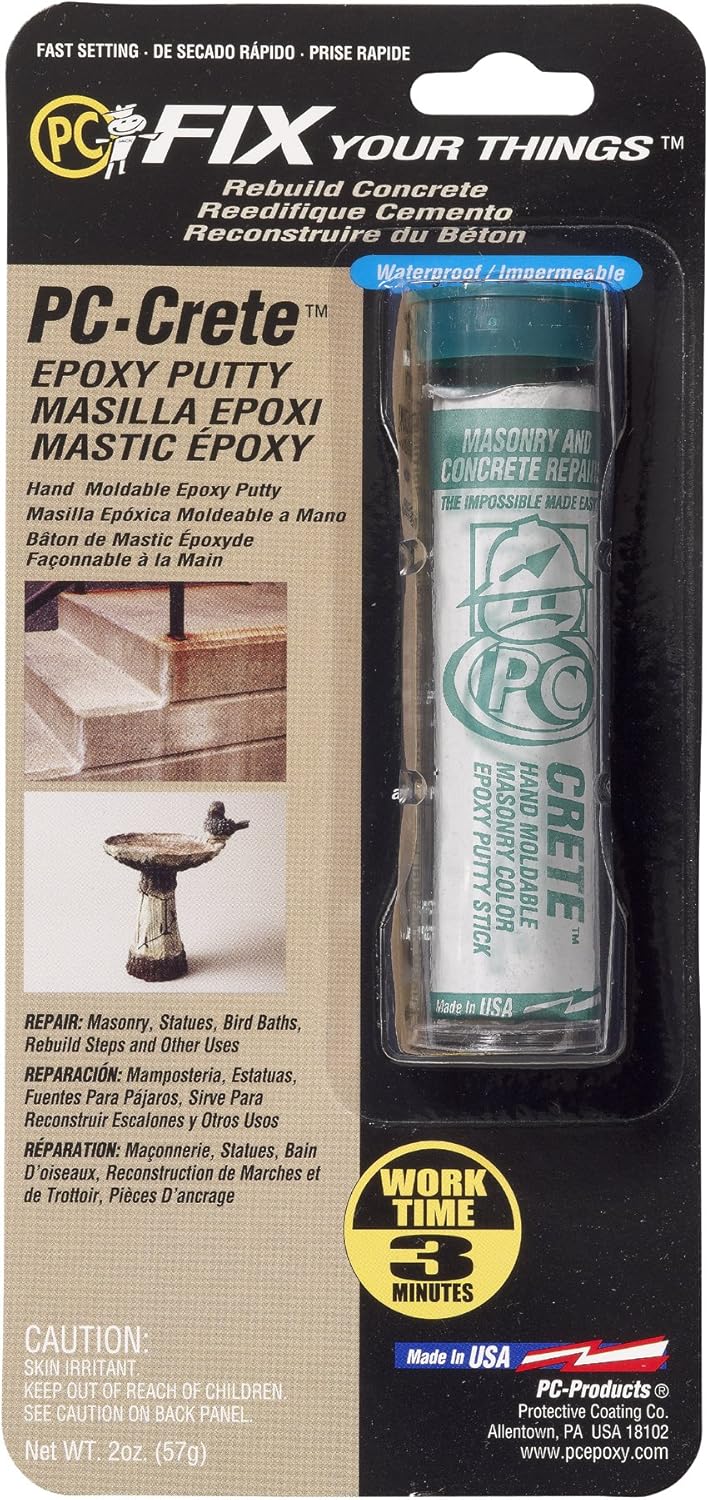 FAST SETTING · DE SECADO RÁPIDO · PRISE RAPIDE
PC FIX YOUR THINGS™
Rebuild Concrete
Reedifique Cemento
Reconstruire du Béton
Waterproof / Impermeable
PC-Crete™
EPOXY PUTTY
MASILLA EPOXI
MASTIC ÉPOXY
Hand Moldable Epoxy Putty
Masilla Epóxica Moldeable a Mano
Bâton de Mastic Époxyde
Façonnable à la Main
MASONRY AND
CONCRETE REPAIR
THE IMPOSSIBLE MADE EASY
PC
CRETE™
HAND MOLDABLE
MASONRY COLOR
EPOXY PUTTY STICK
Made In USA
REPAIR: Masonry, Statues, Bird Baths,
Rebuild Steps and Other Uses
REPARACIÓN: Mamposteria, Estatuas,
Fuentes Para Pájaros, Sirve Para
Reconstruir Escalones y Otros Usos
RÉPARATION: Maçonnerie, Statues, Bain
D'oiseaux, Reconstruction de Marches et
de Trottoir, Pièces D'ancrage
WORK
TIME
3
MINUTES
CAUTION:
SKIN IRRITANT.
KEEP OUT OF REACH OF CHILDREN.
SEE CAUTION ON BACK PANEL.
Net WT. 2oz. (57g)
Made In USA
PC-Products ®
Protective Coating Co.
Allentown, PA USA 18102
www.pcepoxy.com